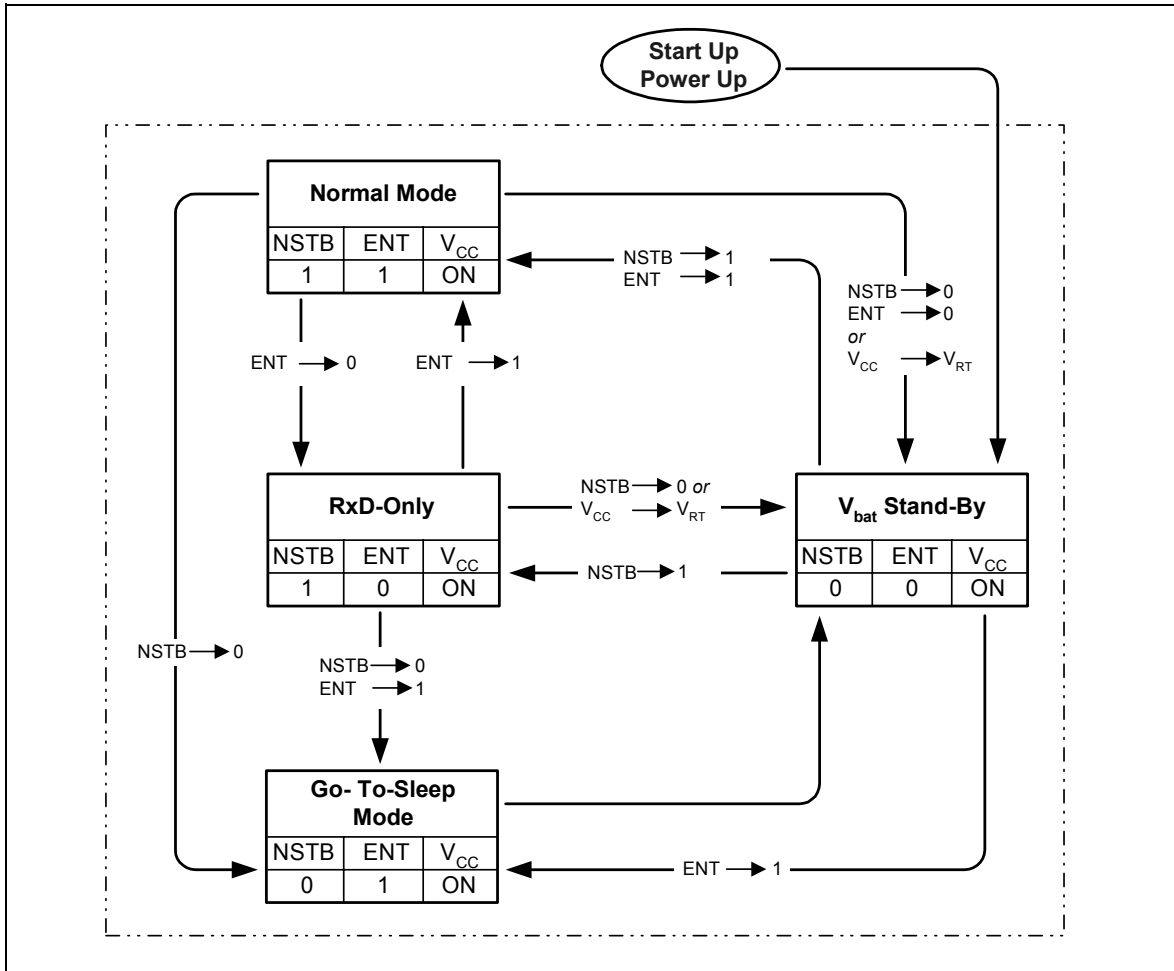 Start Up
Power Up
Normal Mode
NSTB ENT VCC
1 1 ON
NSTB → 1
ENT → 1
NSTB → 0
ENT → 0
or
VCC → VRT
ENT → 0
ENT → 1
RxD-Only
NSTB ENT VCC
1 0 ON
NSTB → 0 or
VCC → VRT
NSTB → 1
Vbat Stand-By
NSTB ENT VCC
0 0 ON
NSTB → 0
NSTB → 0
ENT → 1
Go- To-Sleep
Mode
NSTB ENT VCC
0 1 ON
ENT → 1